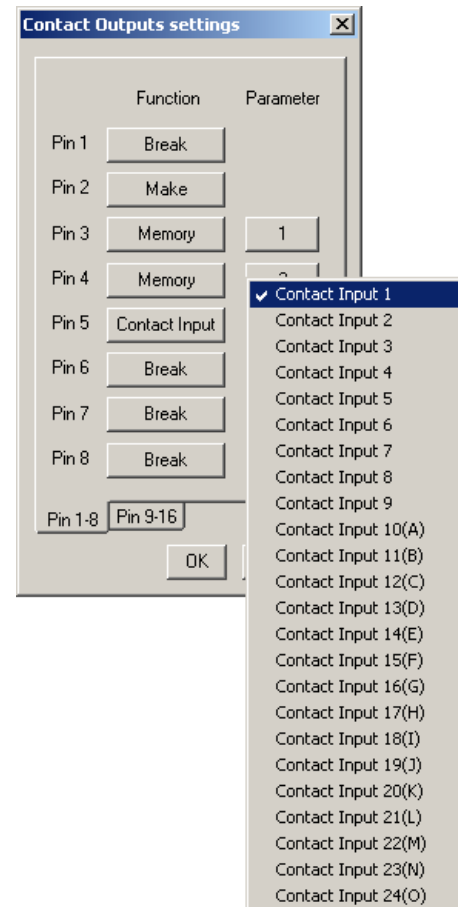 Contact Outputs settings
Function Parameter
Pin 1 Break
Pin 2 Make
Pin 3 Memory 1
Pin 4 Memory
Pin 5 Contact Input
Pin 6 Break
Pin 7 Break
Pin 8 Break
Pin 1-8 Pin 9-16
OK
Contact Input 1
Contact Input 2
Contact Input 3
Contact Input 4
Contact Input 5
Contact Input 6
Contact Input 7
Contact Input 8
Contact Input 9
Contact Input 10(A)
Contact Input 11(B)
Contact Input 12(C)
Contact Input 13(D)
Contact Input 14(E)
Contact Input 15(F)
Contact Input 16(G)
Contact Input 17(H)
Contact Input 18(I)
Contact Input 19(J)
Contact Input 20(K)
Contact Input 21(L)
Contact Input 22(M)
Contact Input 23(N)
Contact Input 24(O)